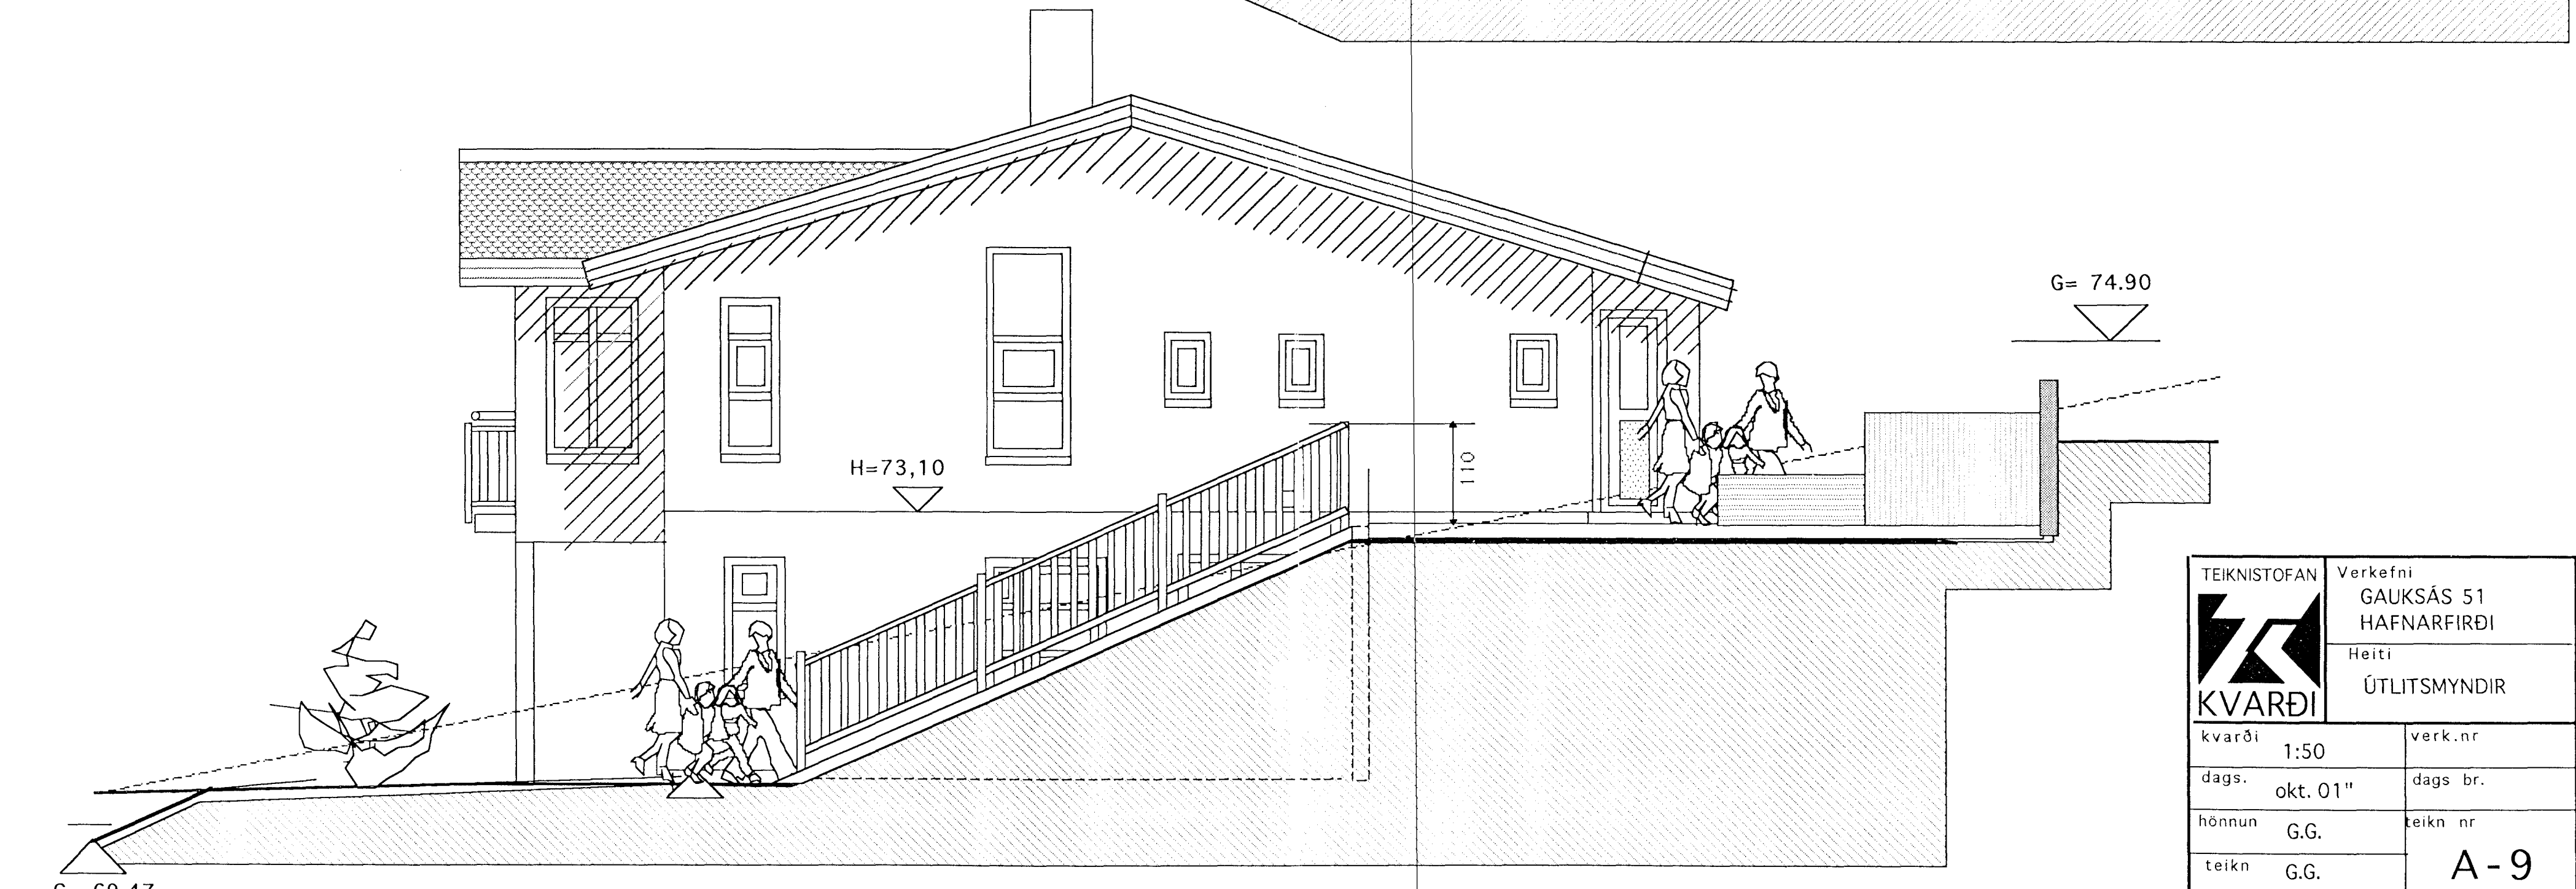 G= 74.90
H=73,10
110
TEIKNISTOFAN
KVARÐI
Verkefni
GAUKSÁS 51
HAFNARFIRÐI
Heiti
ÚTLITSMYNDIR
kvarði
1:50
verk.nr
dags.
okt. 01"
dags br.
hönnun
G.G.
teikn nr
A-9
teikn
G.G.